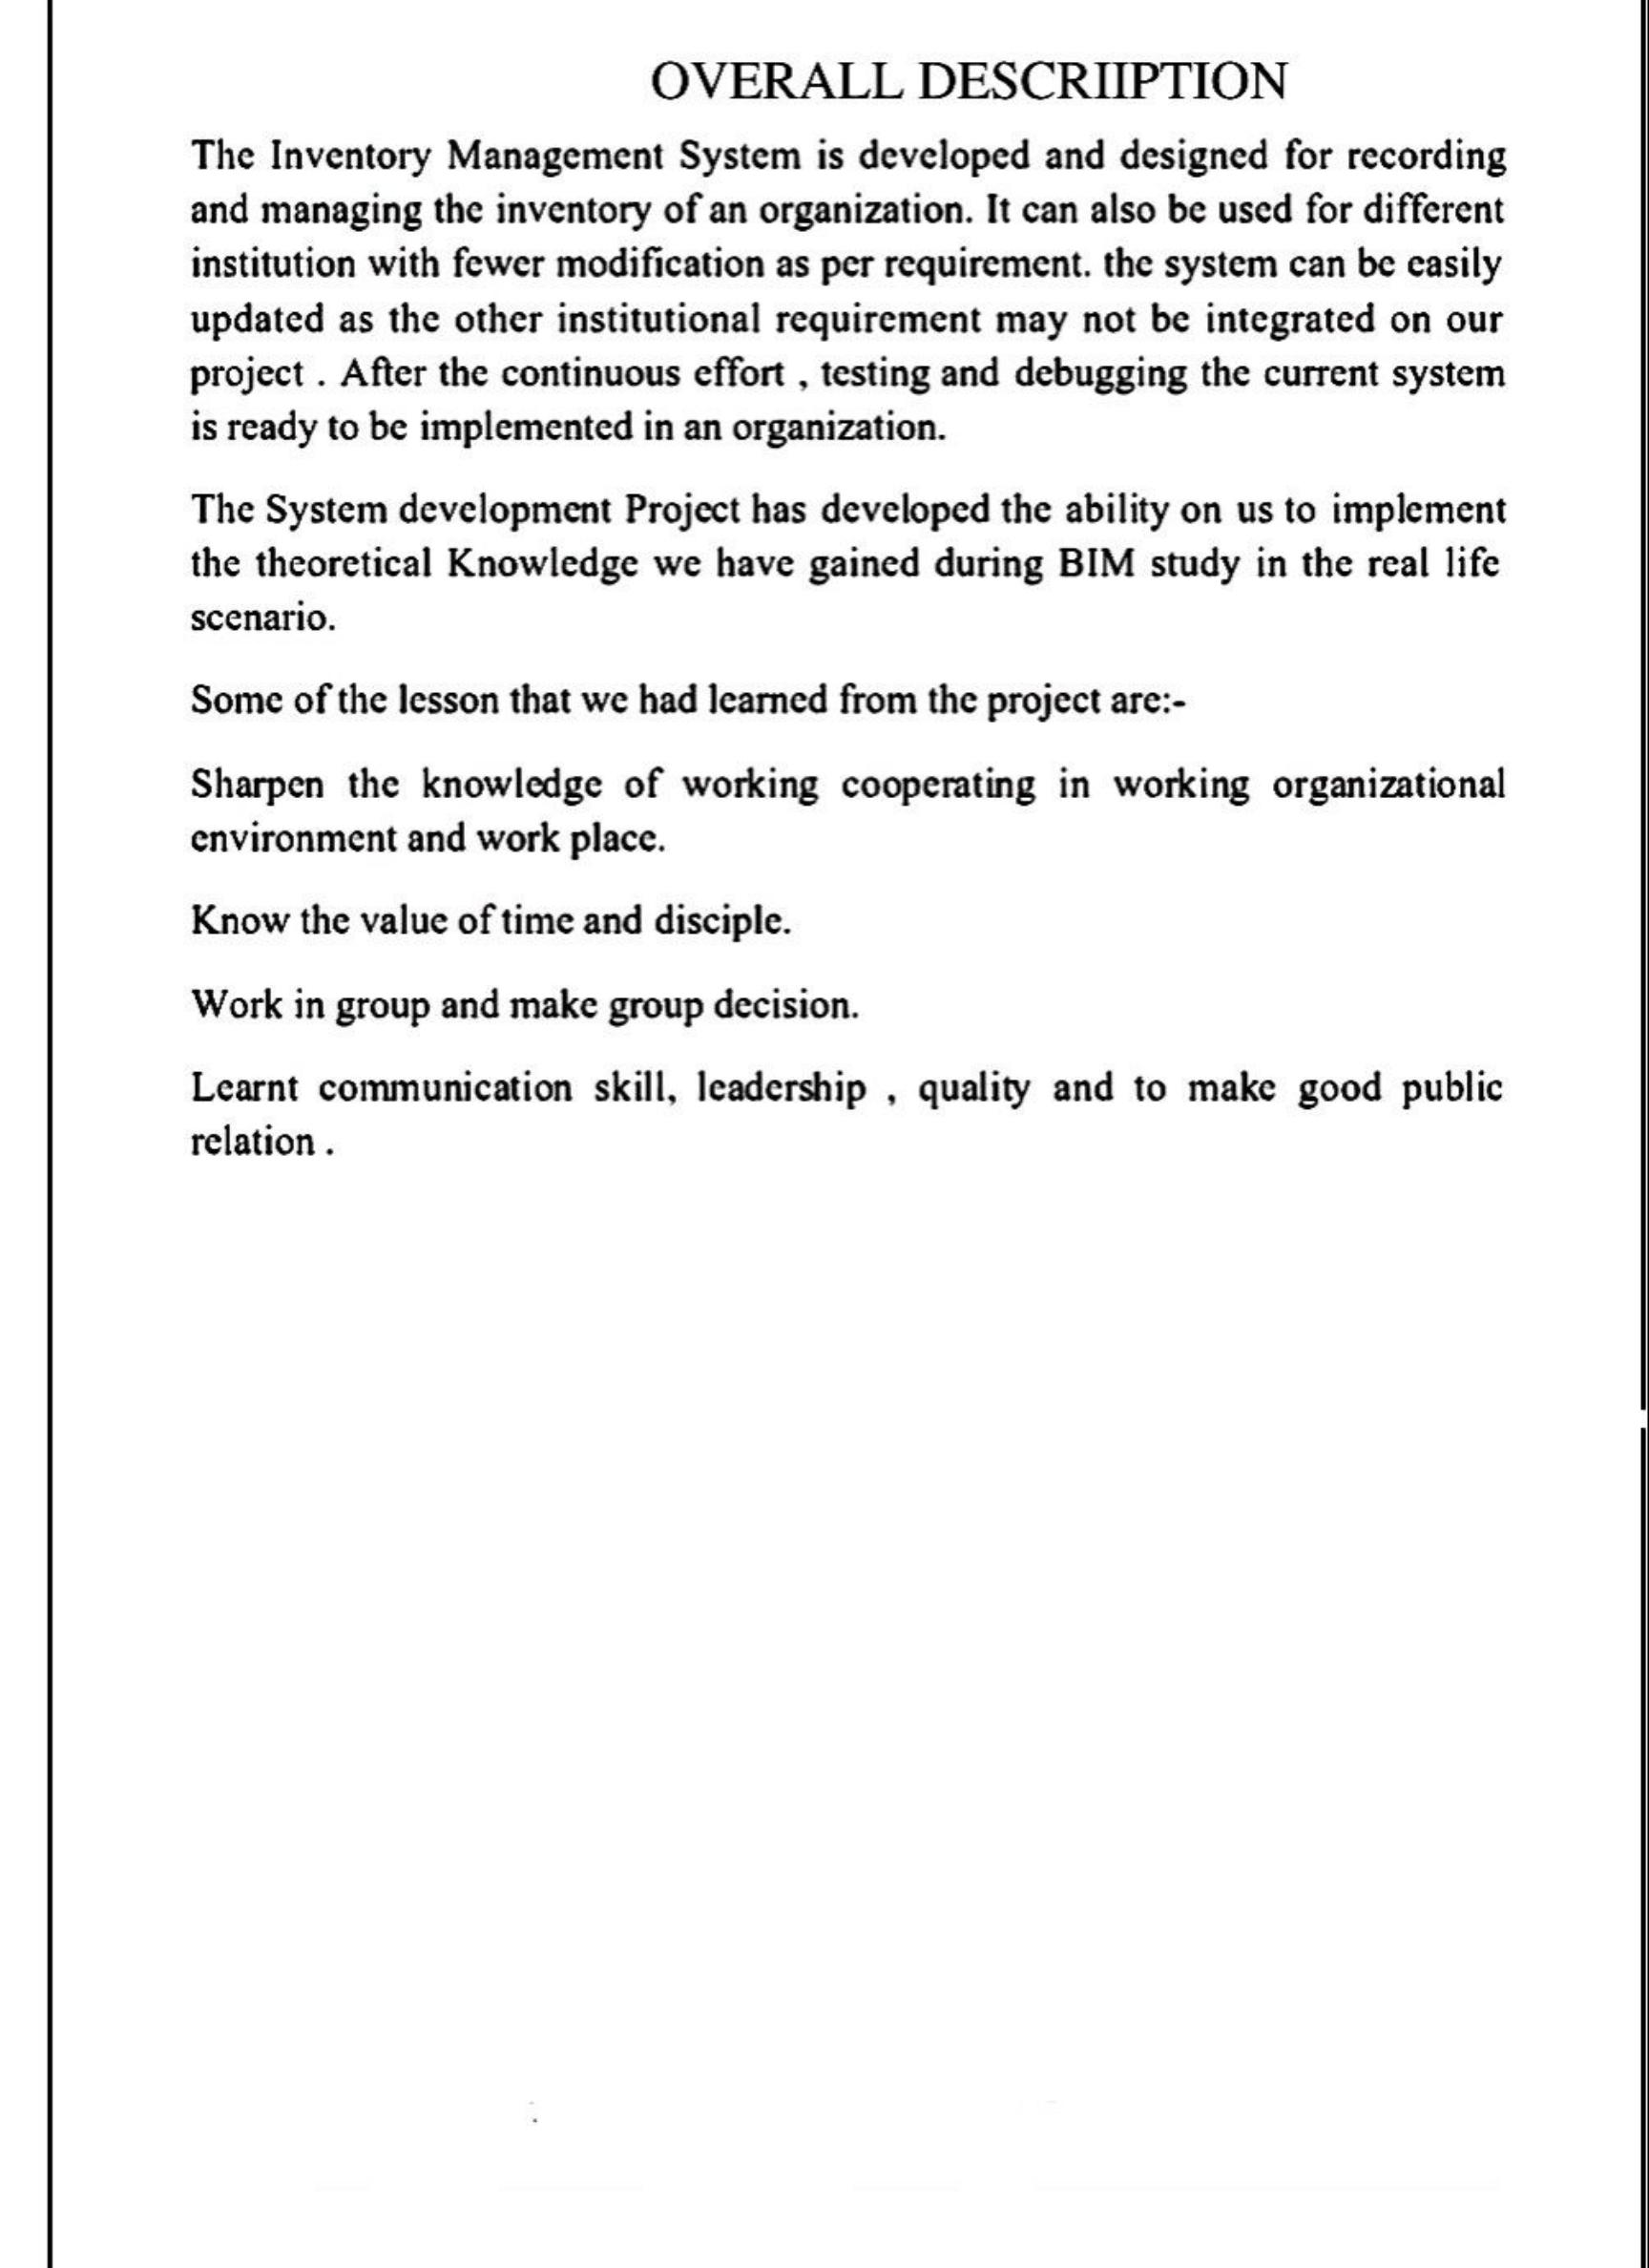 OVERALL DESCRIIPTION
The Inventory Management System is developed and designed for recording
and managing the inventory of an organization. It can also be used for different
institution with fewer modification as per requirement. the system can be easily
updated as the other institutional requirement may not be integrated on our
project . After the continuous effort , testing and debugging the current system
is ready to be implemented in an organization.
The System development Project has developed the ability on us to implement
the theoretical Knowledge we have gained during BIM study in the real life
scenario.
Some of the lesson that we had learned from the project are:-
Sharpen the knowledge of working cooperating in working organizational
environment and work place.
Know the value of time and disciple.
Work in group and make group decision.
Learnt communication skill, leadership , quality and to make good public
relation .